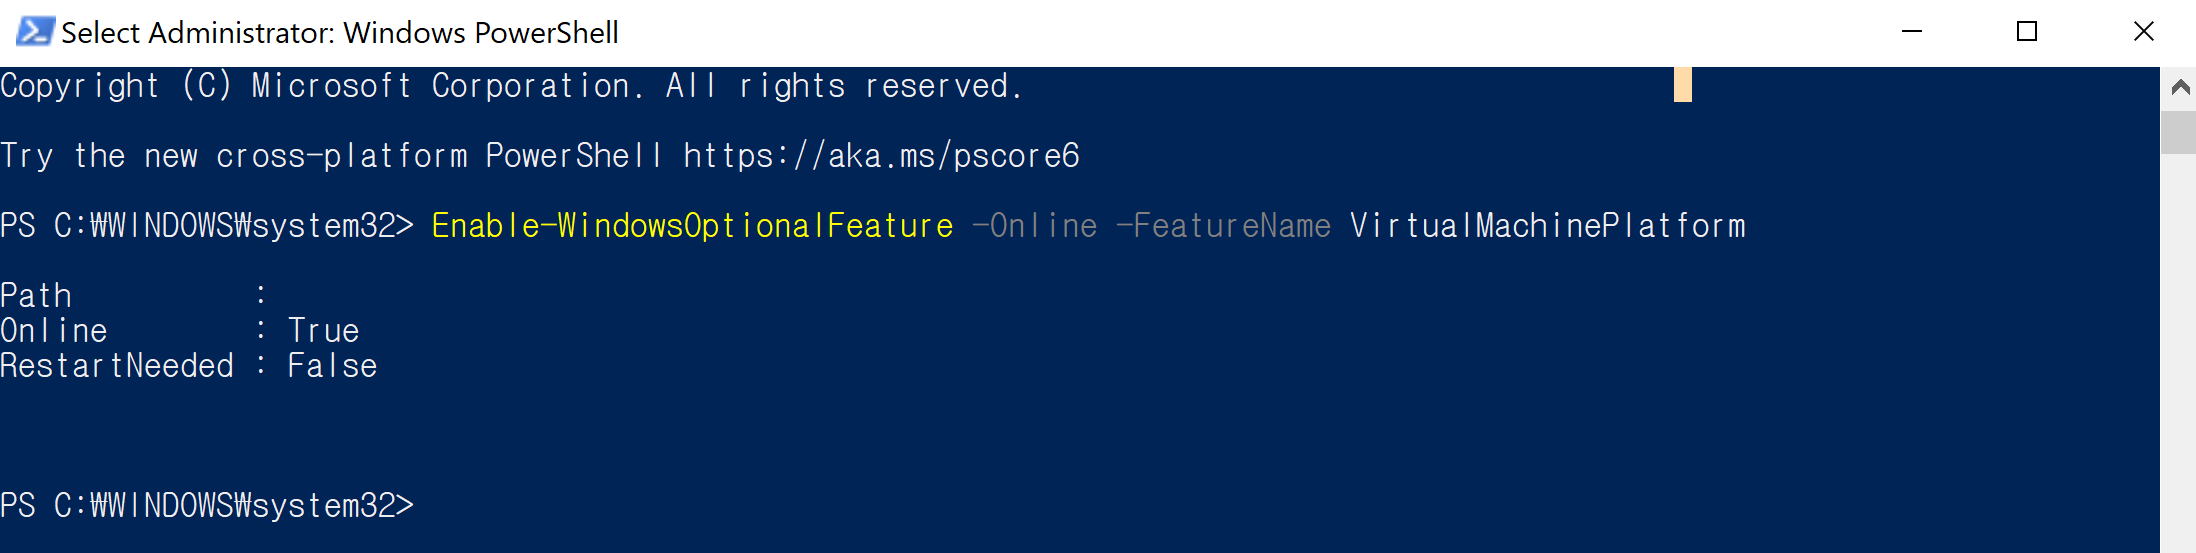 Select Administrator: Windows PowerShell
Copyright (C) Microsoft Corporation. All rights reserved.
Try the new cross-platform PowerShell https://aka.ms/pscore6
PS C:₩WINDOWS₩system32> Enable-WindowsOptionalFeature -Online -FeatureName VirtualMachinePlatform
Path          :
Online        : True
RestartNeeded : False
PS C:₩WINDOWS₩system32>